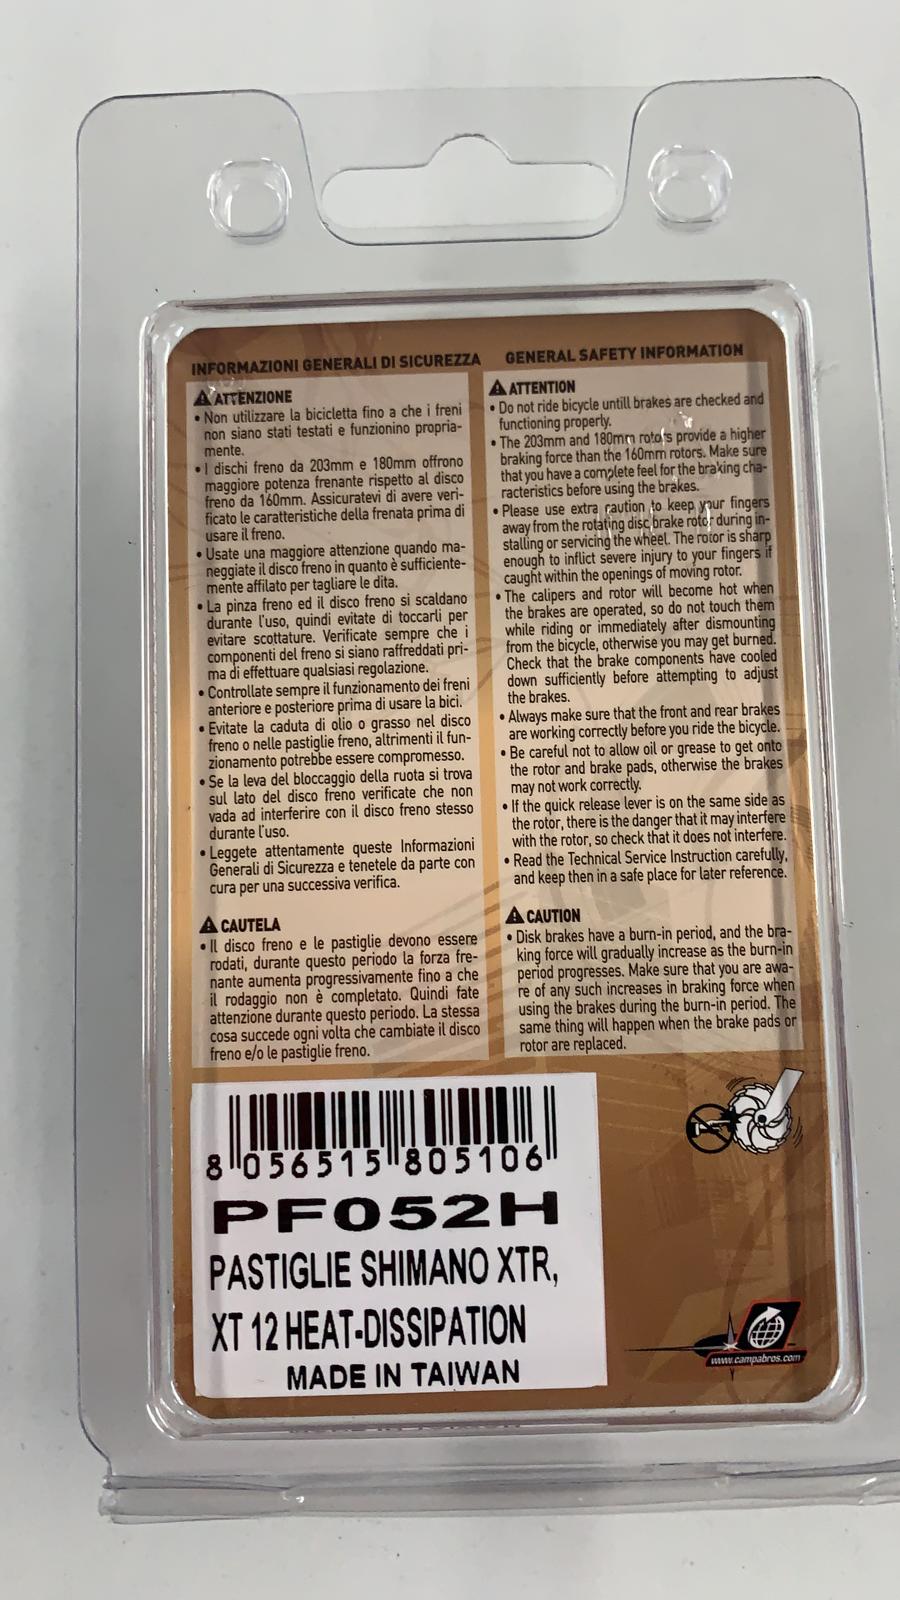 INFORMAZIONI GENERALI DI SICUREZZA
ATTENZIONE
• Non utilizzare la bicicletta fino a che i freni
non siano stati testati e funzionino propria-
mente.
• I dischi freno da 203mm e 180mm offrono
maggiore potenza frenante rispetto al disco
freno da 160mm. Assicuratevi di avere veri-
ficato le caratteristiche della frenata prima di
usare il freno.
• Usate una maggiore attenzione quando ma-
neggiate il disco freno in quanto è sufficiente-
mente affilato per tagliare le dita.
• La pinza freno ed il disco freno si scaldano
durante l'uso, quindi evitate di toccarli per
evitare scottature. Verificate sempre che i
componenti del freno si siano raffreddati pri-
ma di effettuare qualsiasi regolazione.
• Controllate sempre il funzionamento dei freni
anteriore e posteriore prima di usare la bici.
• Evitate la caduta di olio o grasso nel disco
freno o nelle pastiglie freno, altrimenti il fun-
zionamento potrebbe essere compromesso.
• Se la leva del bloccaggio della ruota si trova
sul lato del disco freno verificate che non
vada ad interferire con il disco freno stesso
durante l'uso.
• Leggete attentamente queste Informazioni
Generali di Sicurezza e tenetele da parte con
cura per una successiva verifica.
CAUTELA
• Il disco freno e le pastiglie devono essere
rodati, durante questo periodo la forza fre-
nante aumenta progressivamente fino a che
il rodaggio non è completato. Quindi fate
attenzione durante questo periodo. La stessa
cosa succede ogni volta che cambiate il disco
freno e/o le pastiglie freno.
GENERAL SAFETY INFORMATION
ATTENTION
• Do not ride bicycle untill brakes are checked and
functioning properly.
• The 203mm and 180mm rotors provide a higher
braking force than the 160mm rotors. Make sure
that you have a complete feel for the braking cha-
racteristics before using the brakes.
• Please use extra caution to keep your fingers
away from the rotating disc brake rotor during in-
stalling or servicing the wheel. The rotor is sharp
enough to inflict severe injury to your fingers if
caught within the openings of moving rotor.
• The calipers and rotor will become hot when
the brakes are operated, so do not touch them
while riding or immediately after dismounting
from the bicycle, otherwise you may get burned.
Check that the brake components have cooled
down sufficiently before attempting to adjust
the brakes.
• Always make sure that the front and rear brakes
are working correctly before you ride the bicycle.
• Be careful not to allow oil or grease to get onto
the rotor and brake pads, otherwise the brakes
may not work correctly.
• If the quick release lever is on the same side as
the rotor, there is the danger that it may interfere
with the rotor, so check that it does not interfere.
• Read the Technical Service Instruction carefully,
and keep then in a safe place for later reference.
CAUTION
• Disk brakes have a burn-in period, and the bra-
king force will gradually increase as the burn-in
period progresses. Make sure that you are awa-
re of any such increases in braking force when
using the brakes during the burn-in period. The
same thing will happen when the brake pads or
rotor are replaced.
8 056515 805106
PF052H
PASTIGLIE SHIMANO XTR,
XT 12 HEAT-DISSIPATION
MADE IN TAIWAN
www.campabros.com